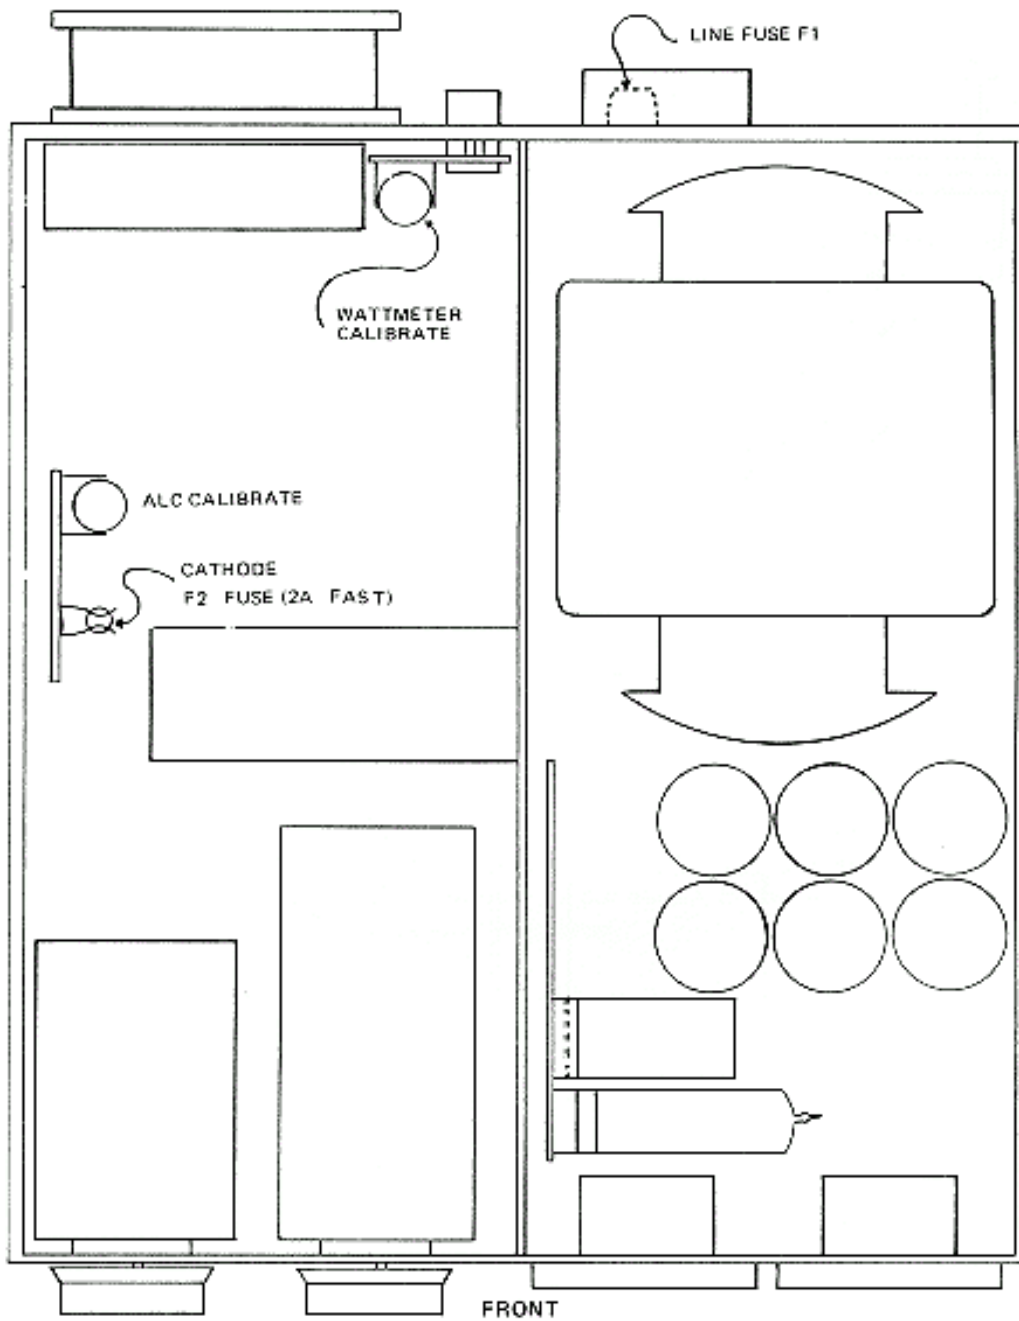 LINE FUSE F1
WATTMETER
CALIBRATE
ALC CALIBRATE
CATHODE
F2 FUSE (2A FAST)
FRONT